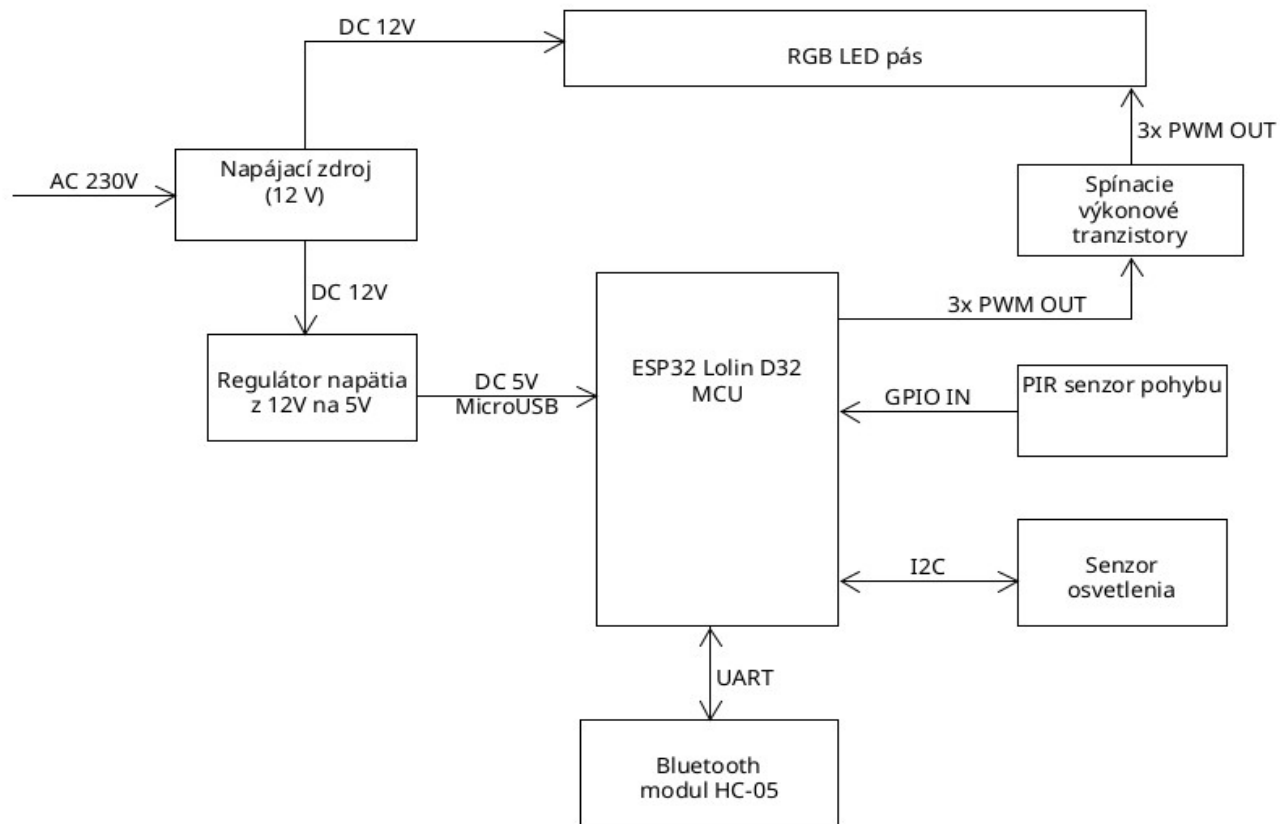 DC 12V
RGB LED pás
3x PWM OUT
AC 230V
Napájací zdroj
(12 V)
Spínacie
výkonové
tranzistory
DC 12V
3x PWM OUT
Regulátor napätia
z 12V na 5V
DC 5V
MicroUSB
ESP32 Lolin D32
MCU
GPIO IN
PIR senzor pohybu
I2C
Senzor
osvetlenia
UART
Bluetooth
modul HC-05